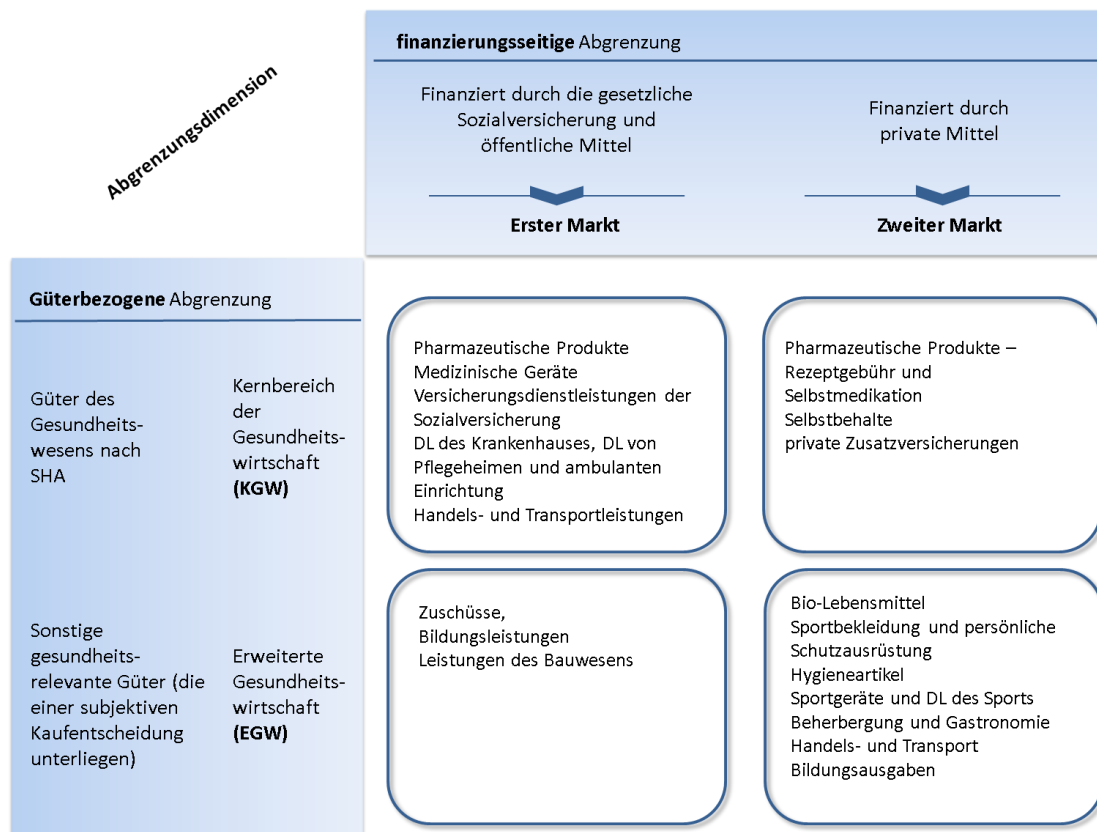 Abgrenzungsdimension
finanzierungsseitige Abgrenzung
Finanziert durch die gesetzliche
Sozialversicherung und
öffentliche Mittel
Erster Markt
Finanziert durch
private Mittel
Zweiter Markt
Güterbezogene Abgrenzung
Güter des
Gesundheits-
wesens nach
SHA
Kernbereich
der
Gesundheits-
wirtschaft
(KGW)
Pharmazeutische Produkte
Medizinische Geräte
Versicherungsdienstleistungen der
Sozialversicherung
DL des Krankenhauses, DL von
Pflegeheimen und ambulanten
Einrichtung
Handels- und Transportleistungen
Pharmazeutische Produkte –
Rezeptgebühr und
Selbstmedikation
Selbstbehalte
private Zusatzversicherungen
Sonstige
gesundheits-
relevante Güter (die
einer subjektiven
Kaufentscheidung
unterliegen)
Erweiterte
Gesundheits-
wirtschaft
(EGW)
Zuschüsse,
Bildungsleistungen
Leistungen des Bauwesens
Bio-Lebensmittel
Sportbekleidung und persönliche
Schutzausrüstung
Hygieneartikel
Sportgeräte und DL des Sports
Beherbergung und Gastronomie
Handels- und Transport
Bildungsausgaben